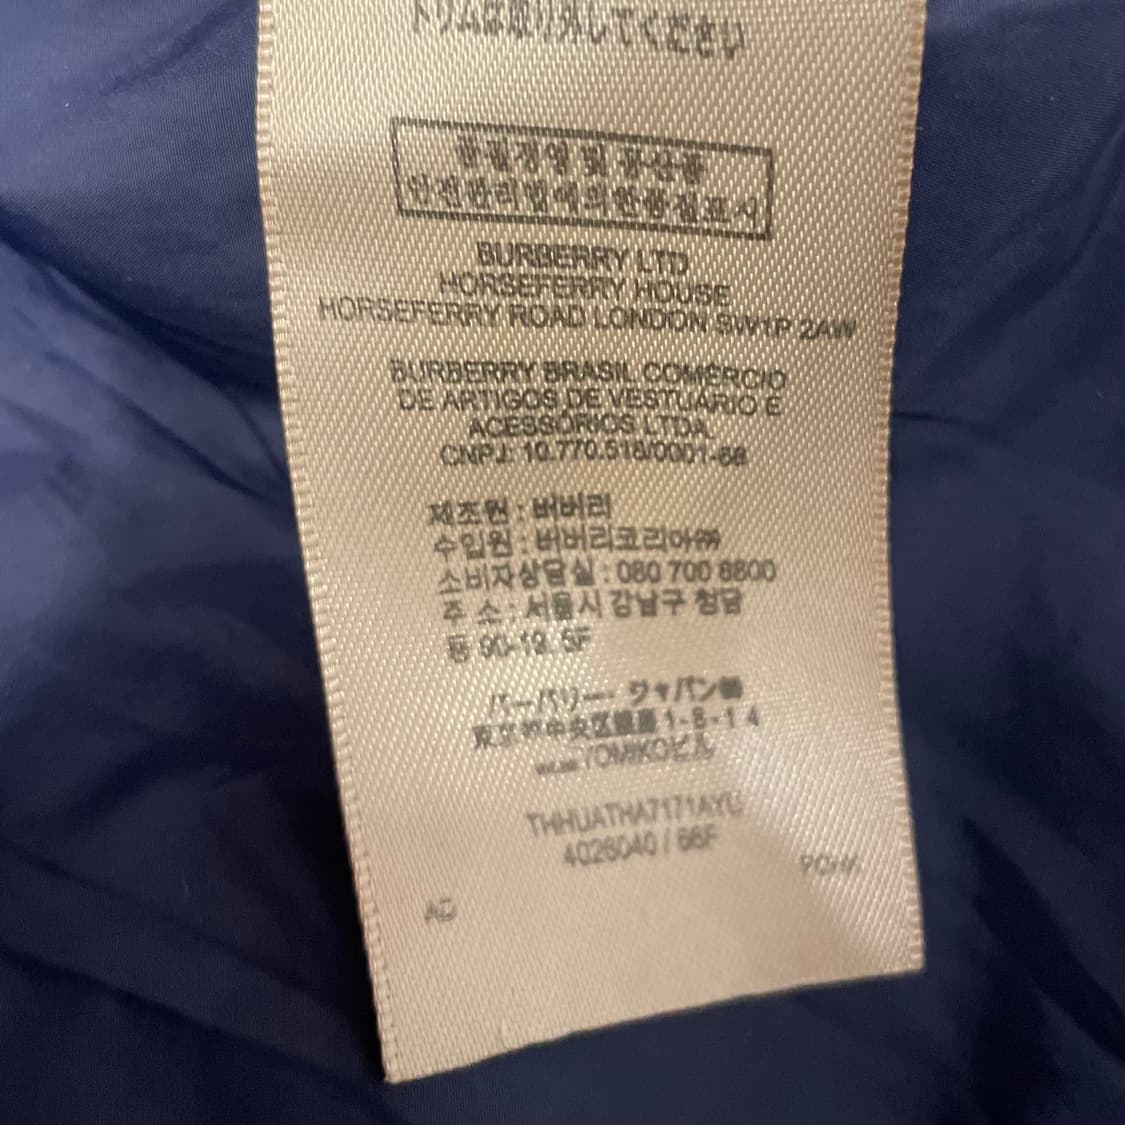 トリムは取り外してください
품질경영 및 공산품
안전관리법에의한품질표시
BURBERRY LTD
HORSEFERRY HOUSE
HORSEFERRY ROAD LONDON SW1P 2AW
BURBERRY BRASIL COMÉRCIO
DE ARTIGOS DE VESTUÁRIO E
ACESSÓRIOS LTDA
CNPJ: 10.770.518/0001-68
제조원 : 버버리
수입원 : 버버리코리아㈜
소비자상담실 : 080 700 8800
주 소 : 서울시 강남구 청담
동 90-19. 5F
バーバリー・ジャパン㈱
東京都中央区銀座1-8-14
YOMIKOビル
4026040 / 66F
AD